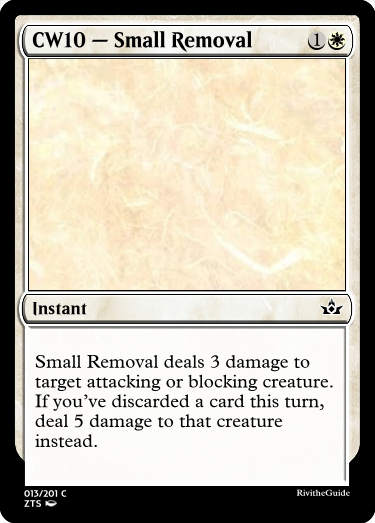 CW10 — Small Removal 1
Instant
Small Removal deals 3 damage to
target attacking or blocking creature.
If you've discarded a card this turn,
deal 5 damage to that creature
instead.
013/201 C
ZTS
RivitheGuide